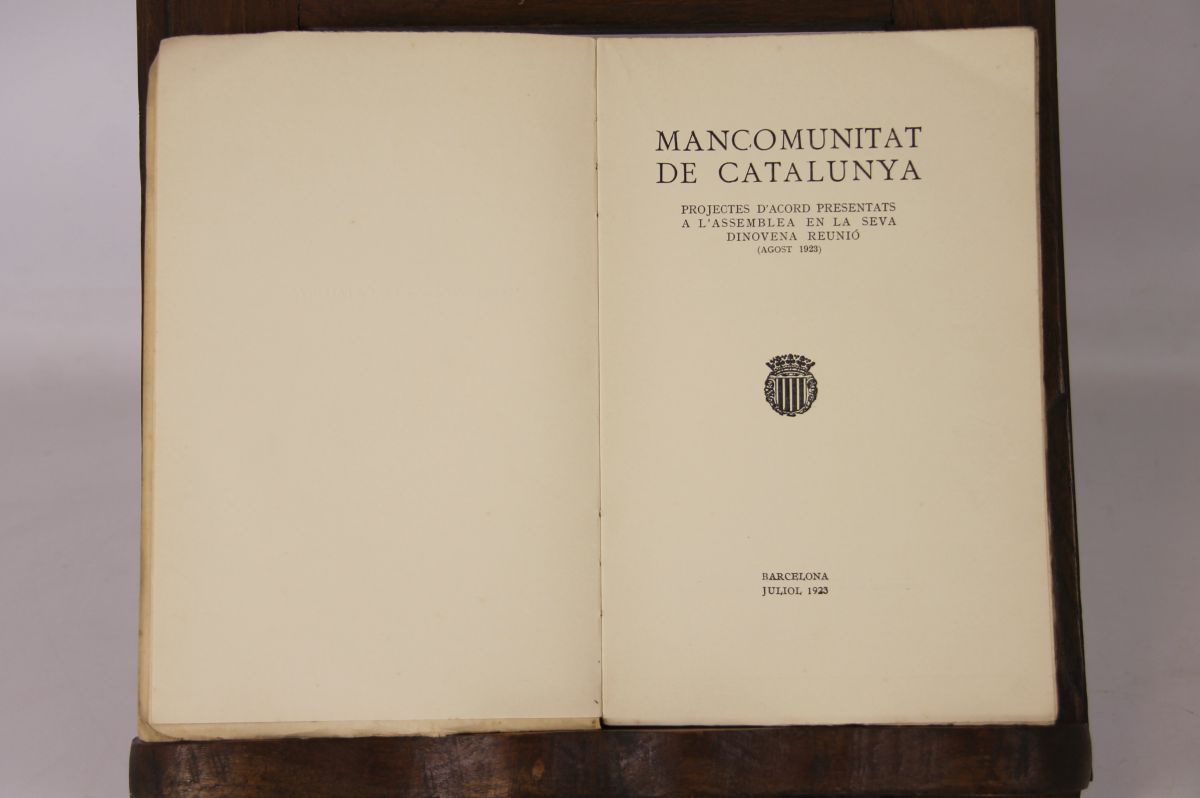 MANCOMUNITAT
DE CATALUNYA
PROJECTES D'ACORD PRESENTATS
A L'ASSEMBLEA EN LA SEVA
DINOVENA REUNIÓ
(AGOST 1923)
BARCELONA
JULIOL 1923